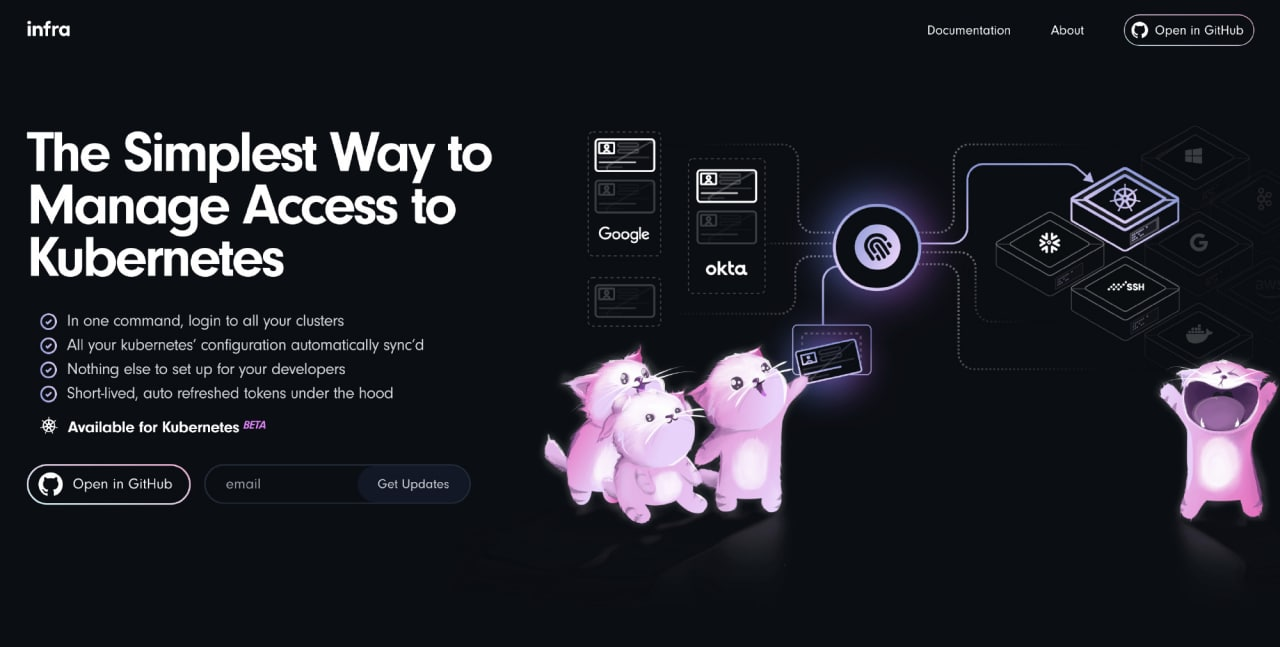 infra
Documentation
About
Open in GitHub
The Simplest Way to
Manage Access to
Kubernetes
In one command, login to all your clusters
All your kubernetes’ configuration automatically sync’d
Nothing else to set up for your developers
Short-lived, auto refreshed tokens under the hood
Available for Kubernetes BETA
Open in GitHub
email
Get Updates
Google
okta
SSH
G